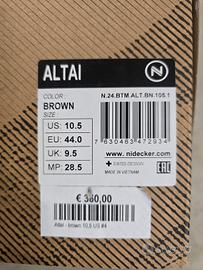 ALTAI
N
COLOR :
N.24.BTM.ALT.BN.105.1
BROWN
SIZE :
US: 10.5
EU: 44.0
UK: 9.5
MP: 28.5
7630483472934
www.nidecker.com
SWISS DESIGN
MADE IN VIETNAM
EAC
€ 380,00
Altai - brown 10,5 US #4